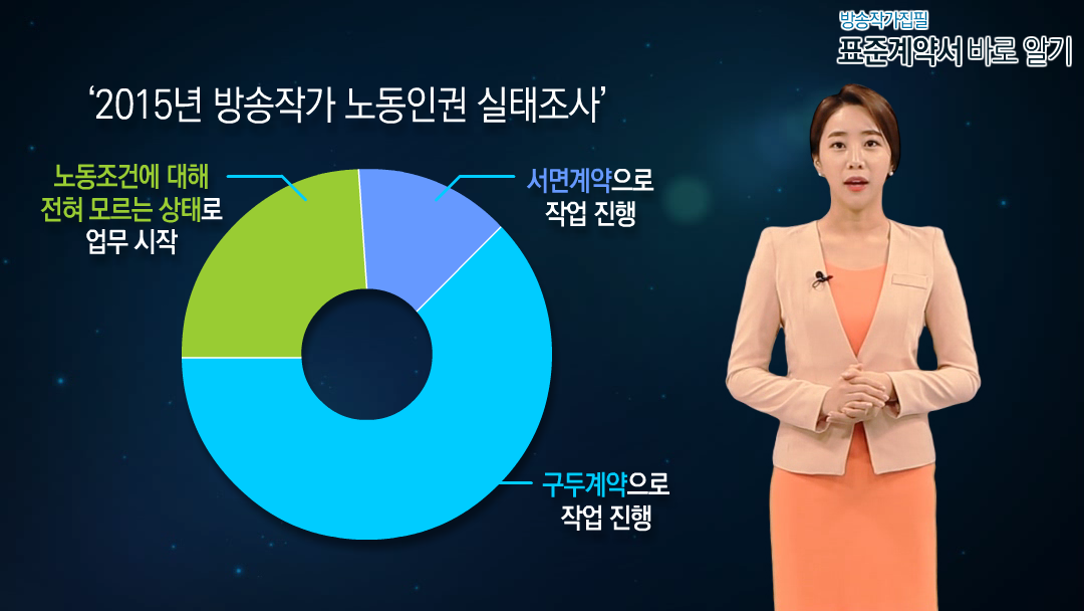 방송작가집필
표준계약서 바로 알기
‘2015년 방송작가 노동인권 실태조사’
노동조건에 대해
전혀 모르는 상태로
업무 시작
서면계약으로
작업 진행
구두계약으로
작업 진행